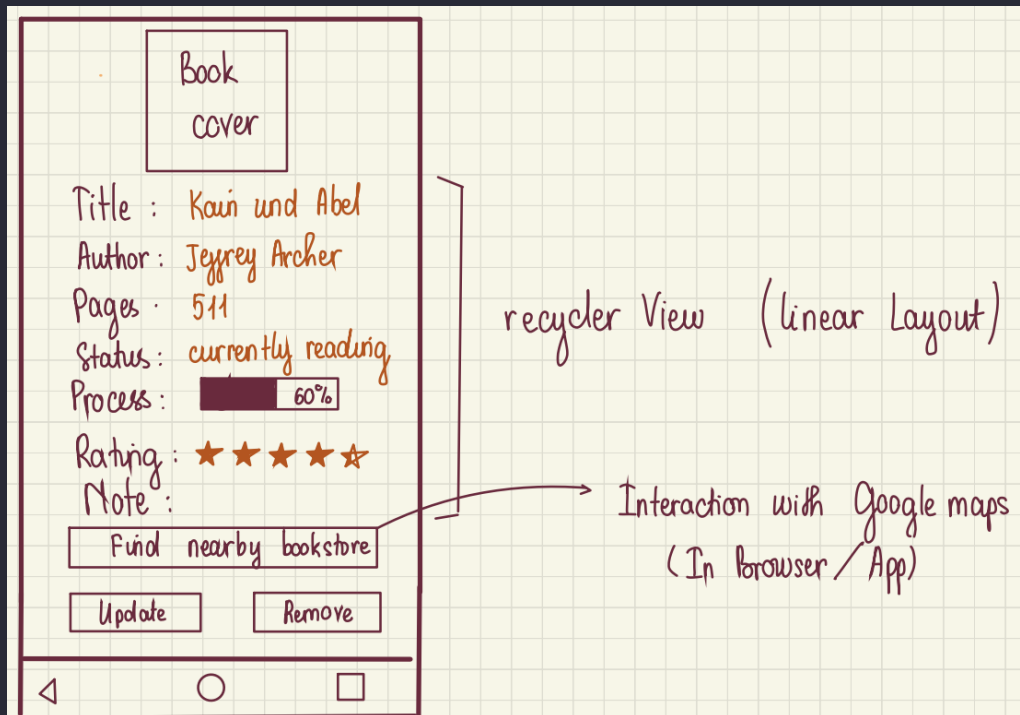 Book
cover
Title : Kain und Abel
Author : Jeffrey Archer
Pages : 511
Status : currently reading
Process : 60%
Rating :
Note :
recycler View (linear Layout)
Find nearby bookstore
Interaction with Google maps
(In Browser / App)
Update Remove